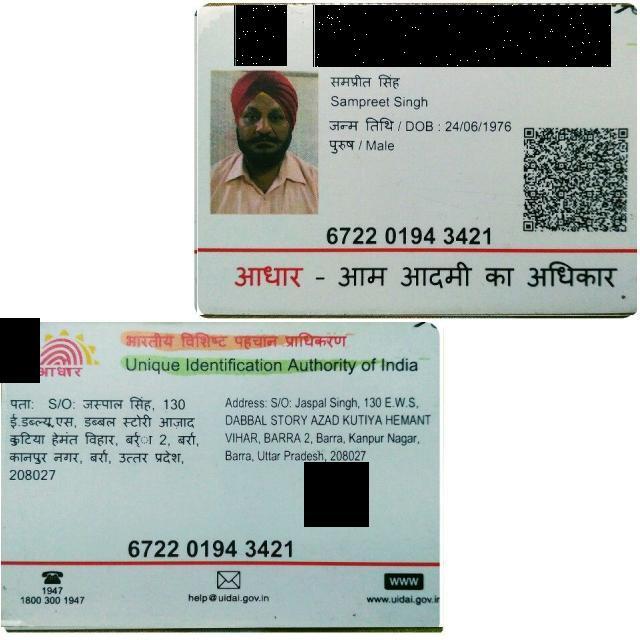 समप्रीत सिंह
Sampreet Singh
जन्म तिथि / DOB : 24/06/1976
पुरुष / Male
6722 0194 3421
आधार - आम आदमी का अधिकार
भारतीय विशिष्ट पहचान प्राधिकरण
Unique Identification Authority of India
आधार
पता: S/O: जस्पाल सिंह, 130
ई.डब्ल्यू.एस, डब्बल स्टोरी आज़ाद
कुटिया हेमंत विहार, बर्र्ा 2, बर्रा,
कानपुर नगर, बर्रा, उत्तर प्रदेश,
208027
Address: S/O: Jaspal Singh, 130 E.W.S,
DABBAL STORY AZAD KUTIYA HEMANT
VIHAR, BARRA 2, Barra, Kanpur Nagar,
Barra, Uttar Pradesh, 208027
6722 0194 3421
1947
1800 300 1947
help@uidai.gov.in
www
www.uidai.gov.in